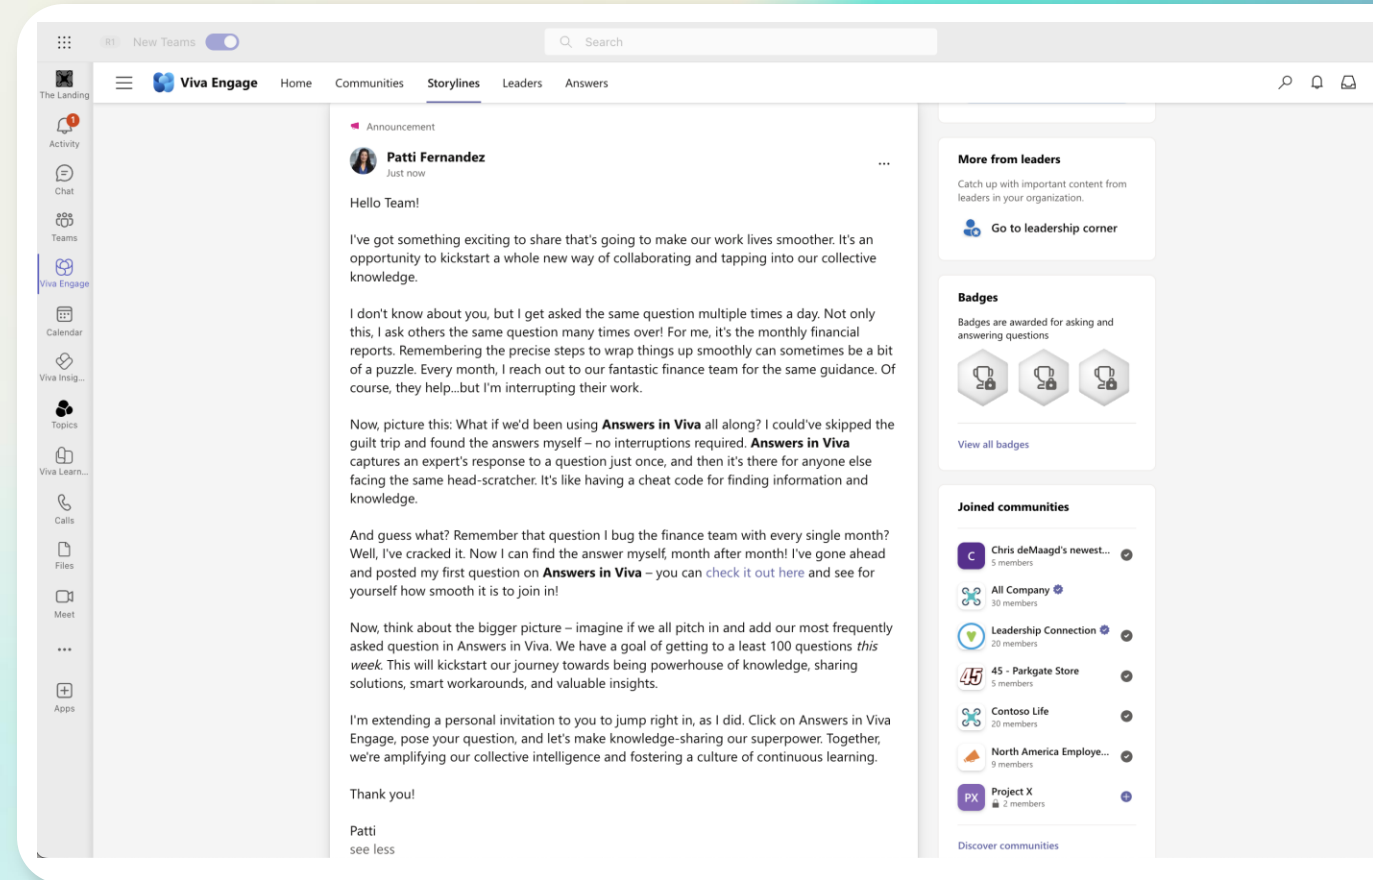 R1 New Teams
Search
The Landing
1
Activity
Chat
Teams
Viva Engage
Calendar
Viva Insig...
Topics
Viva Learn...
Calls
Files
Meet
Apps
Viva Engage Home Communities Storylines Leaders Answers
Announcement
Patti Fernandez
Just now
Hello Team!
I've got something exciting to share that's going to make our work lives smoother. It's an
opportunity to kickstart a whole new way of collaborating and tapping into our collective
knowledge.
I don't know about you, but I get asked the same question multiple times a day. Not only
this, I ask others the same question many times over! For me, it's the monthly financial
reports. Remembering the precise steps to wrap things up smoothly can sometimes be a bit
of a puzzle. Every month, I reach out to our fantastic finance team for the same guidance. Of
course, they help...but I'm interrupting their work.
Now, picture this: What if we'd been using Answers in Viva all along? I could've skipped the
guilt trip and found the answers myself – no interruptions required. Answers in Viva
captures an expert's response to a question just once, and then it's there for anyone else
facing the same head-scratcher. It's like having a cheat code for finding information and
knowledge.
And guess what? Remember that question I bug the finance team with every single month?
Well, I've cracked it. Now I can find the answer myself, month after month! I've gone ahead
and posted my first question on Answers in Viva – you can check it out here and see for
yourself how smooth it is to join in!
Now, think about the bigger picture – imagine if we all pitch in and add our most frequently
asked question in Answers in Viva. We have a goal of getting to a least 100 questions this
week. This will kickstart our journey towards being powerhouse of knowledge, sharing
solutions, smart workarounds, and valuable insights.
I'm extending a personal invitation to you to jump right in, as I did. Click on Answers in Viva
Engage, pose your question, and let's make knowledge-sharing our superpower. Together,
we're amplifying our collective intelligence and fostering a culture of continuous learning.
Thank you!
Patti
see less
More from leaders
Catch up with important content from
leaders in your organization.
Go to leadership corner
Badges
Badges are awarded for asking and
answering questions
View all badges
Joined communities
C
Chris deMaagd's newest...
5 members
All Company
30 members
Leadership Connection
20 members
45
45 - Parkgate Store
5 members
Contoso Life
20 members
North America Employe...
9 members
PX
Project X
2 members
Discover communities